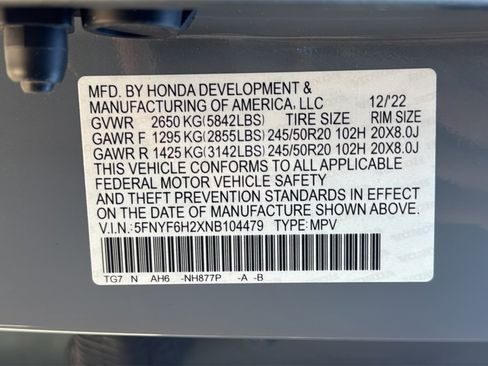 MFD. BY HONDA DEVELOPMENT &
MANUFACTURING OF AMERICA, LLC 12/'22
GVWR 2650 KG(5842LBS) TIRE SIZE RIM SIZE
GAWR F 1295 KG(2855LBS) 245/50R20 102H 20X8.0J
GAWR R 1425 KG(3142LBS) 245/50R20 102H 20X8.0J
THIS VEHICLE CONFORMS TO ALL APPLICABLE
FEDERAL MOTOR VEHICLE SAFETY
AND THEFT PREVENTION STANDARDS IN EFFECT
ON THE DATE OF MANUFACTURE SHOWN ABOVE.
V.I.N.: 5FNYF6H2XNB104479 TYPE: MPV
TG7 N AH6 -NH877P -A -B